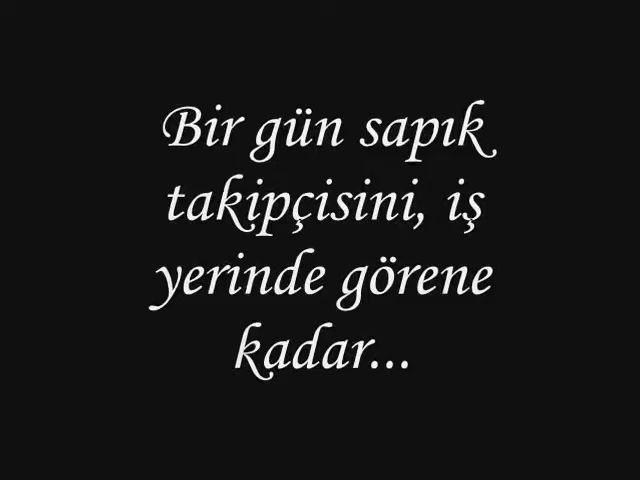 Bir gün sapık
takipçisini, iş
yerinde görene
kadar...